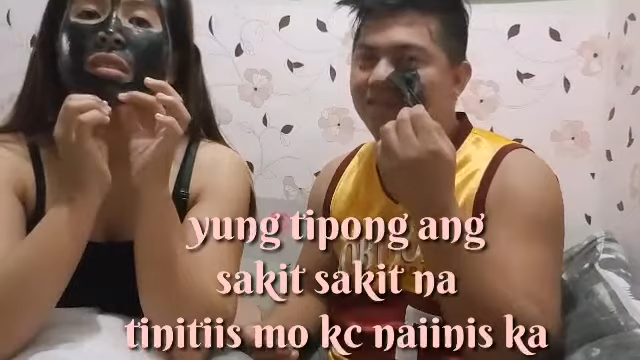 yung tipong ang
sakit sakit na
tinitiis mo kc naiinis ka